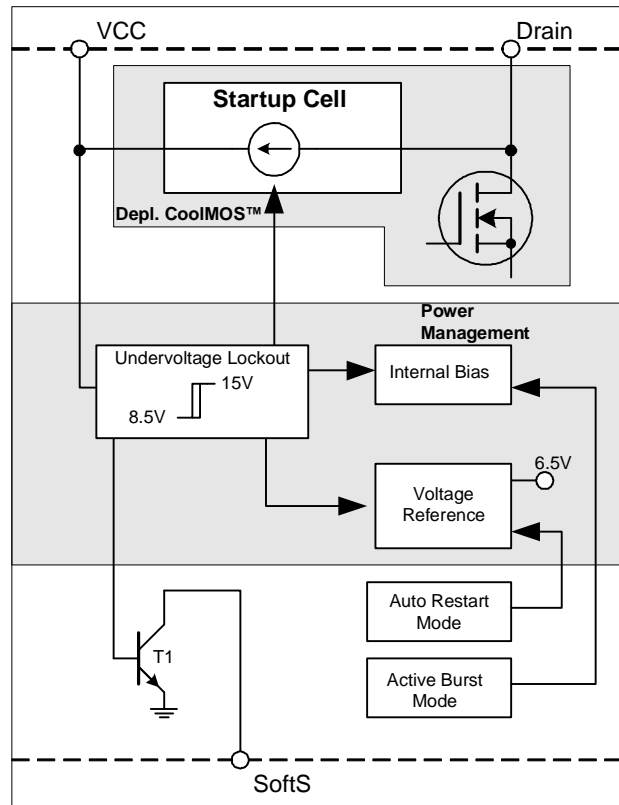 VCC
Drain
Startup Cell
Depl. CoolMOS™
Power
Management
Undervoltage Lockout
15V
8.5V
Internal Bias
6.5V
Voltage
Reference
Auto Restart
Mode
T1
Active Burst
Mode
SoftS